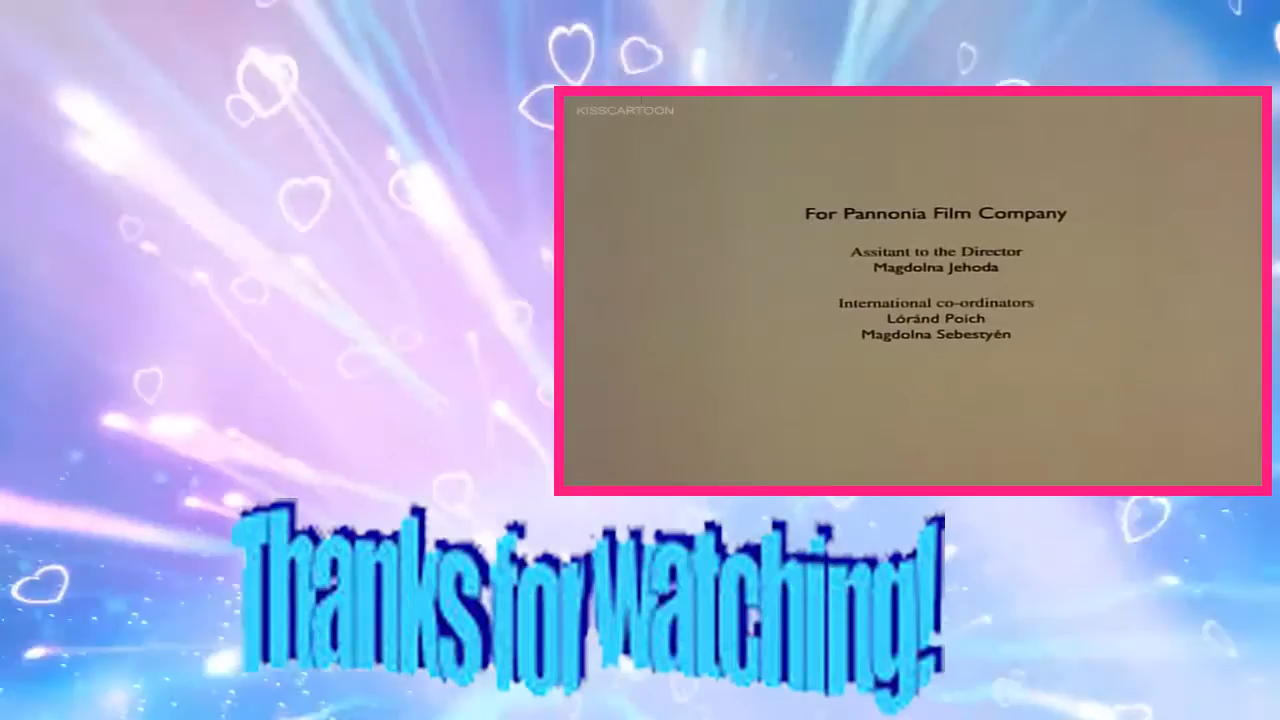 KISSCARTOON
For Pannonia Film Company
Assitant to the Director
Magdolna Jehoda
International co-ordinators
Lóránd Poich
Magdolna Sebestyén
Thanks for watching!